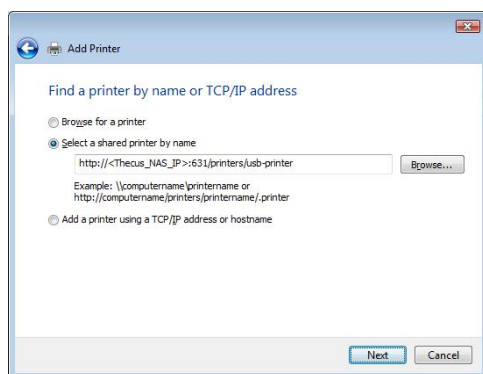 Add Printer
Find a printer by name or TCP/IP address
Browse for a printer
Select a shared printer by name
http://<Thecus_NAS_IP>:631/printers/usb-printer
Browse...
Example: \\computername\printername or
http://computername/printers/printername/.printer
Add a printer using a TCP/IP address or hostname
Next
Cancel